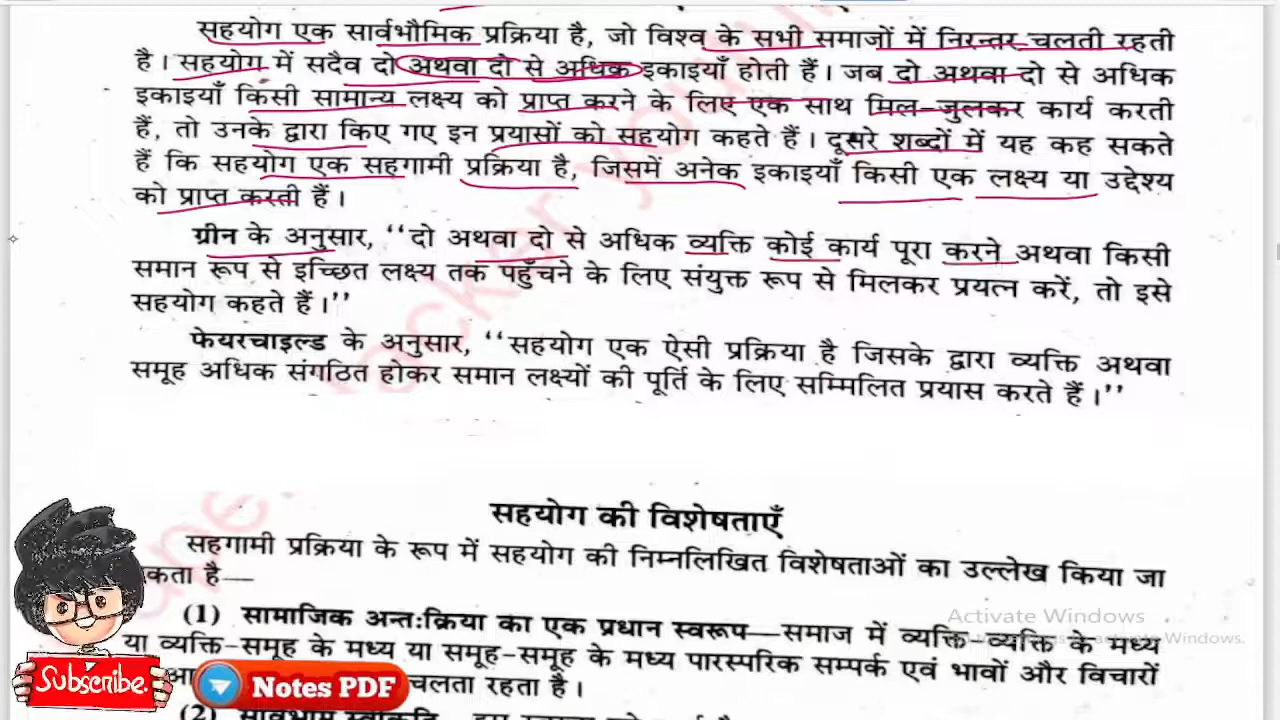 सहयोग एक सार्वभौमिक प्रक्रिया है, जो विश्व के सभी समाजों में निरन्तर चलती रहती
है। सहयोग में सदैव दो अथवा दो से अधिक इकाइयाँ होती हैं। जब दो अथवा दो से अधिक
इकाइयाँ किसी सामान्य लक्ष्य को प्राप्त करने के लिए एक साथ मिल-जुलकर कार्य करती
हैं, तो उनके द्वारा किए गए इन प्रयासों को सहयोग कहते हैं। दूसरे शब्दों में यह कह सकते
हैं कि सहयोग एक सहगामी प्रक्रिया है, जिसमें अनेक इकाइयाँ किसी एक लक्ष्य या उद्देश्य
को प्राप्त करती हैं।
ग्रीन के अनुसार, ‘‘दो अथवा दो से अधिक व्यक्ति कोई कार्य पूरा करने अथवा किसी
समान रूप से इच्छित लक्ष्य तक पहुँचने के लिए संयुक्त रूप से मिलकर प्रयत्न करें, तो इसे
सहयोग कहते हैं।’’
फेयरचाइल्ड के अनुसार, ‘‘सहयोग एक ऐसी प्रक्रिया है जिसके द्वारा व्यक्ति अथवा
समूह अधिक संगठित होकर समान लक्ष्यों की पूर्ति के लिए सम्मिलित प्रयास करते हैं।’’
सहयोग की विशेषताएँ
सहगामी प्रक्रिया के रूप में सहयोग की निम्नलिखित विशेषताओं का उल्लेख किया जा
कता है—
(1) सामाजिक अन्तःक्रिया का एक प्रधान स्वरूप—समाज में व्यक्ति-व्यक्ति के मध्य
या व्यक्ति-समूह के मध्य या समूह-समूह के मध्य पारस्परिक सम्पर्क एवं भावों और विचारों
चलता रहता है।
(2)
Activate Windows
Windows.
Subscribe.
Notes PDF